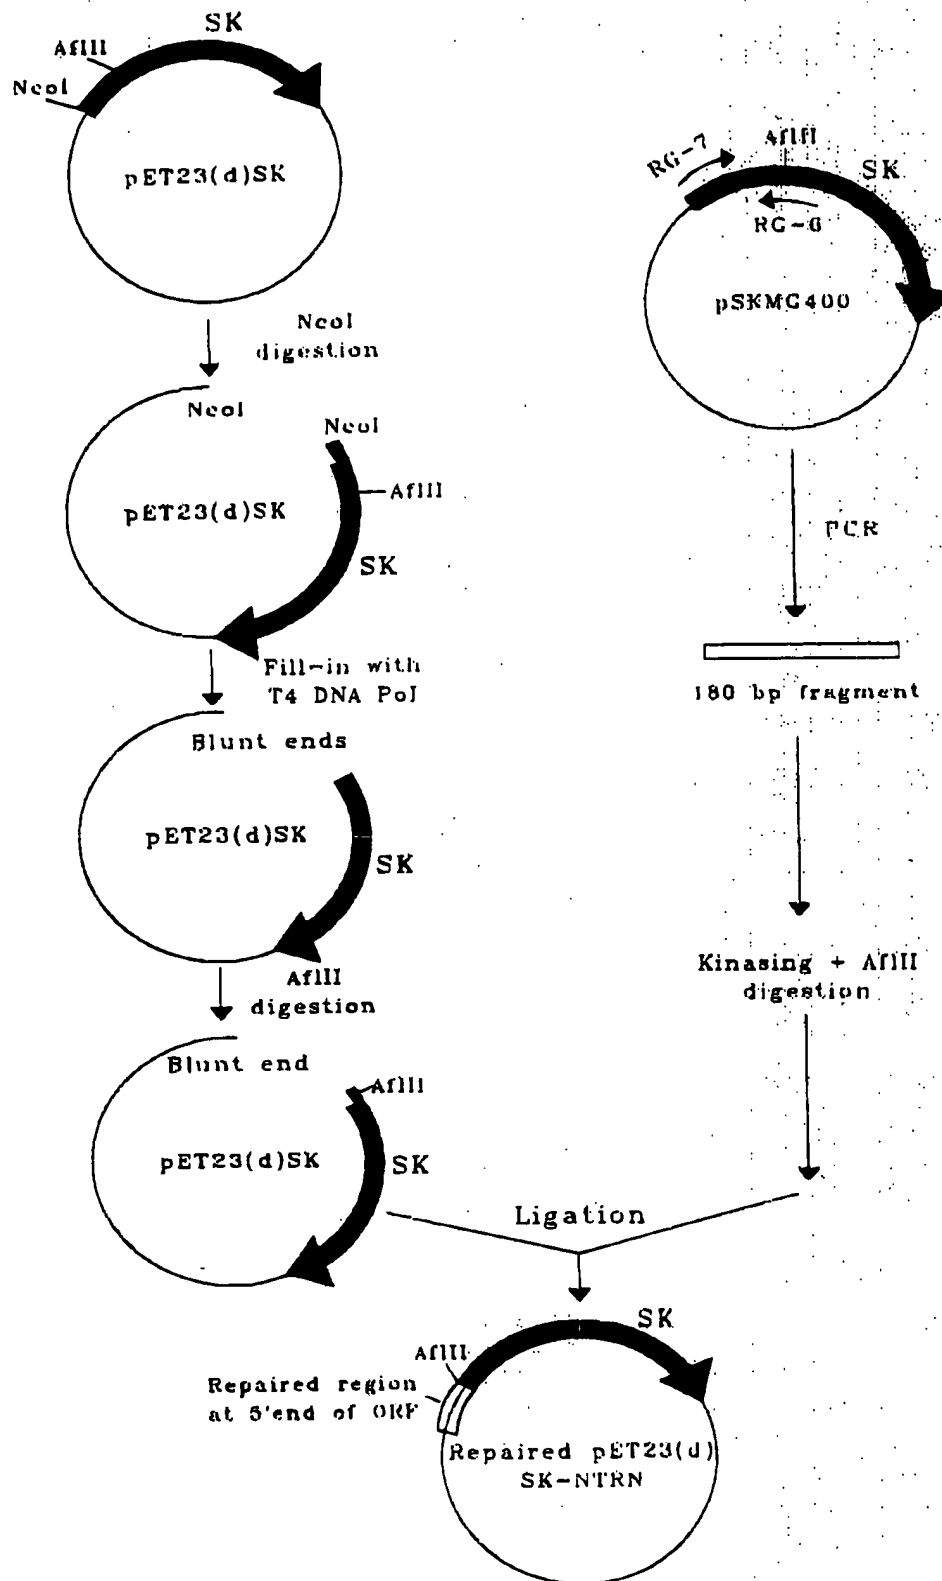 SK
AflII
NcoI
pET23(d)SK
NcoI
digestion
NcoI
NcoI
AflII
pET23(d)SK
SK
Fill-in with
T4 DNA Pol
Blunt ends
pET23(d)SK
SK
AflII
digestion
Blunt end
AflII
pET23(d)SK
SK
RG-7
AflII
SK
RG-6
pSKMG400
PCR
180 bp fragment
Kinasing + AflII
digestion
Ligation
SK
AflII
Repaired region
at 5'end of ORF
Repaired pET23(d)
SK-NTRN